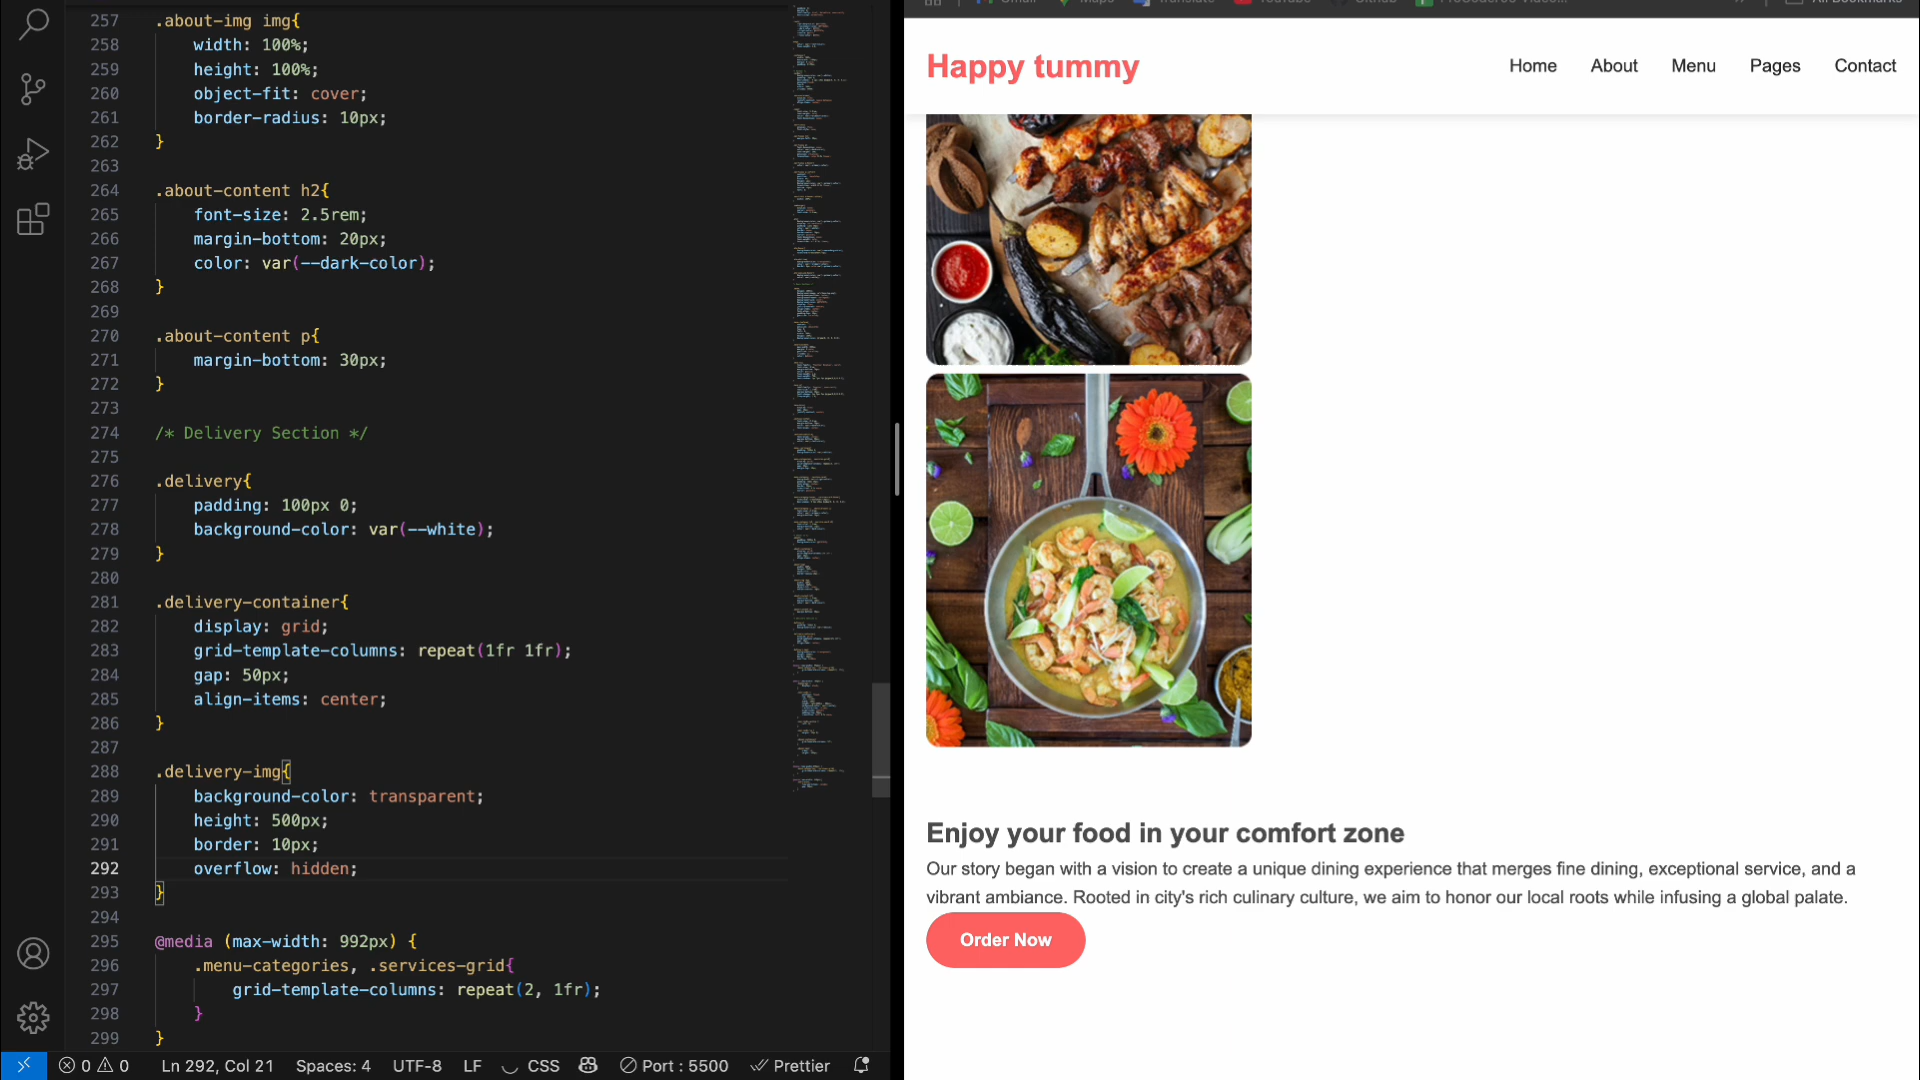 257 .about-img img{
258 width: 100%;
259 height: 100%;
260 object-fit: cover;
261 border-radius: 10px;
262 }
263
264 .about-content h2{
265 font-size: 2.5rem;
266 margin-bottom: 20px;
267 color: var(--dark-color);
268 }
269
270 .about-content p{
271 margin-bottom: 30px;
272 }
273
274 /* Delivery Section */
275
276 .delivery{
277 padding: 100px 0;
278 background-color: var(--white);
279 }
280
281 .delivery-container{
282 display: grid;
283 grid-template-columns: repeat(1fr 1fr);
284 gap: 50px;
285 align-items: center;
286 }
287
288 .delivery-img{
289 background-color: transparent;
290 height: 500px;
291 border: 10px;
292 overflow: hidden;
293 }
294
295 @media (max-width: 992px) {
296 .menu-categories, .services-grid{
297 grid-template-columns: repeat(2, 1fr);
298 }
299 }
0 0 Ln 292, Col 21 Spaces: 4 UTF-8 LF CSS Port : 5500 Prettier
Happy tummy
Home About Menu Pages Contact
Enjoy your food in your comfort zone
Our story began with a vision to create a unique dining experience that merges fine dining, exceptional service, and a
vibrant ambiance. Rooted in city's rich culinary culture, we aim to honor our local roots while infusing a global palate.
Order Now